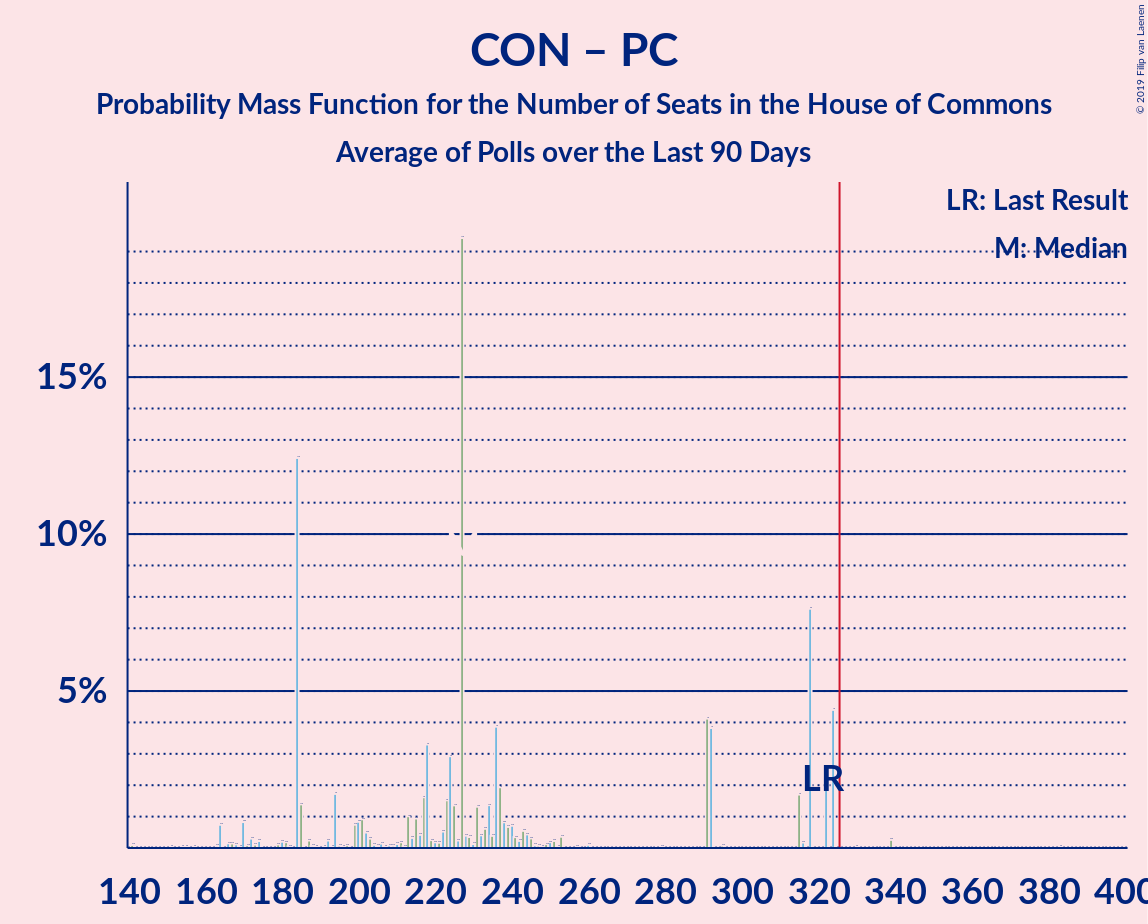 CON – PC
Probability Mass Function for the Number of Seats in the House of Commons
Average of Polls over the Last 90 Days
© 2019 Filip van Laenen
LR: Last Result
M: Median
15%
10%
5%
LR
140 160 180 200 220 240 260 280 300 320 340 360 380 400